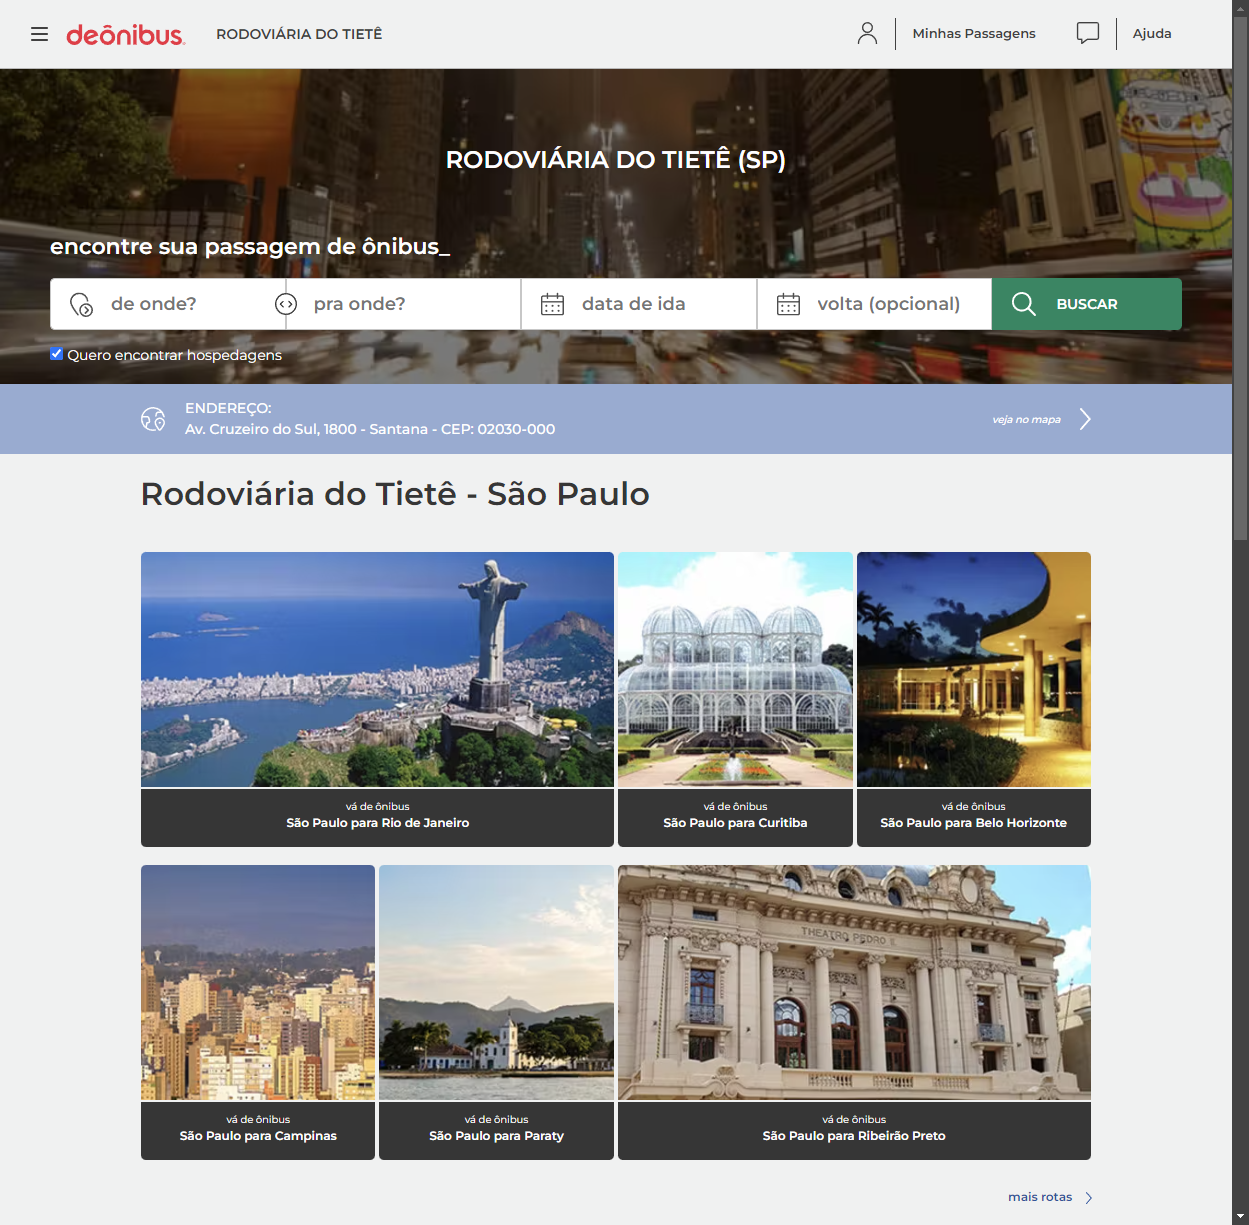 deônibus
RODOVIÁRIA DO TIETÊ
Minhas Passagens
Ajuda
RODOVIÁRIA DO TIETÊ (SP)
encontre sua passagem de ônibus_
de onde?
pra onde?
data de ida
volta (opcional)
BUSCAR
Quero encontrar hospedagens
ENDEREÇO:
Av. Cruzeiro do Sul, 1800 - Santana - CEP: 02030-000
veja no mapa
Rodoviária do Tietê - São Paulo
vá de ônibus
São Paulo para Rio de Janeiro
vá de ônibus
São Paulo para Curitiba
vá de ônibus
São Paulo para Belo Horizonte
THEATRO PEDRO II
vá de ônibus
São Paulo para Campinas
vá de ônibus
São Paulo para Paraty
vá de ônibus
São Paulo para Ribeirão Preto
mais rotas